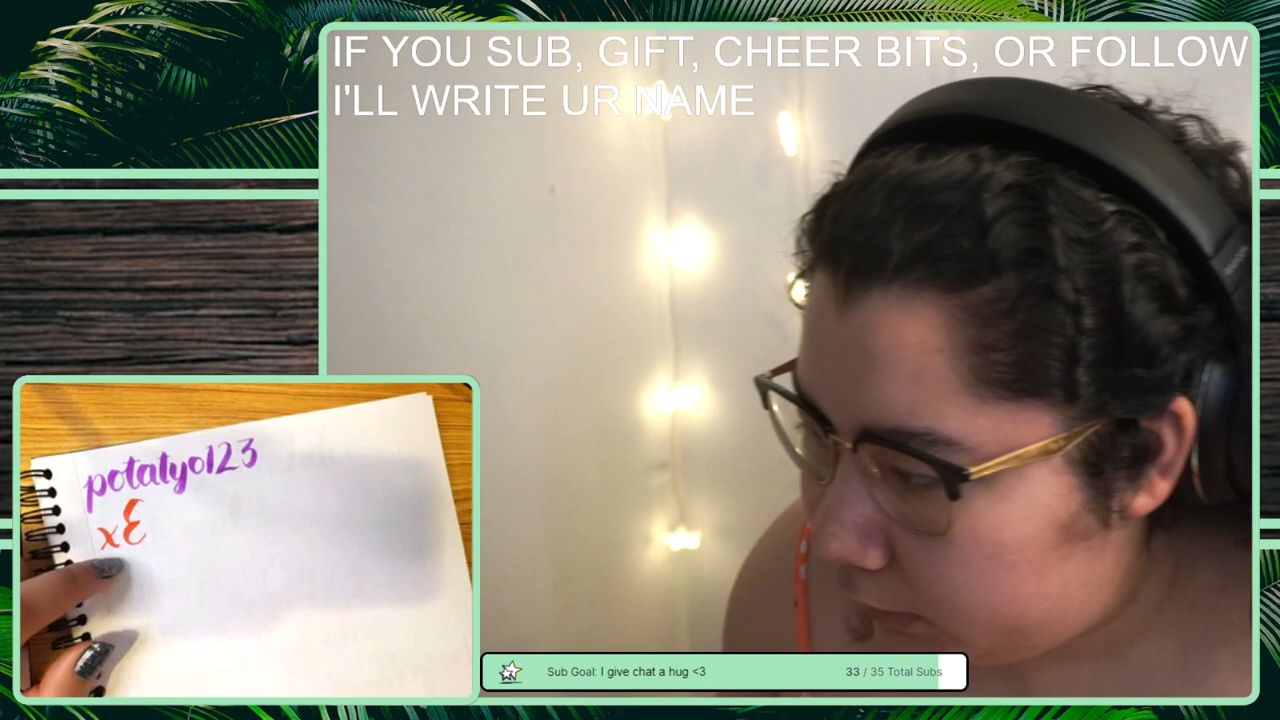 IF YOU SUB, GIFT, CHEER BITS, OR FOLLOW
I'LL WRITE UR NAME
potatyo123
xE
Sub Goal: I give chat a hug <3
33 / 35 Total Subs